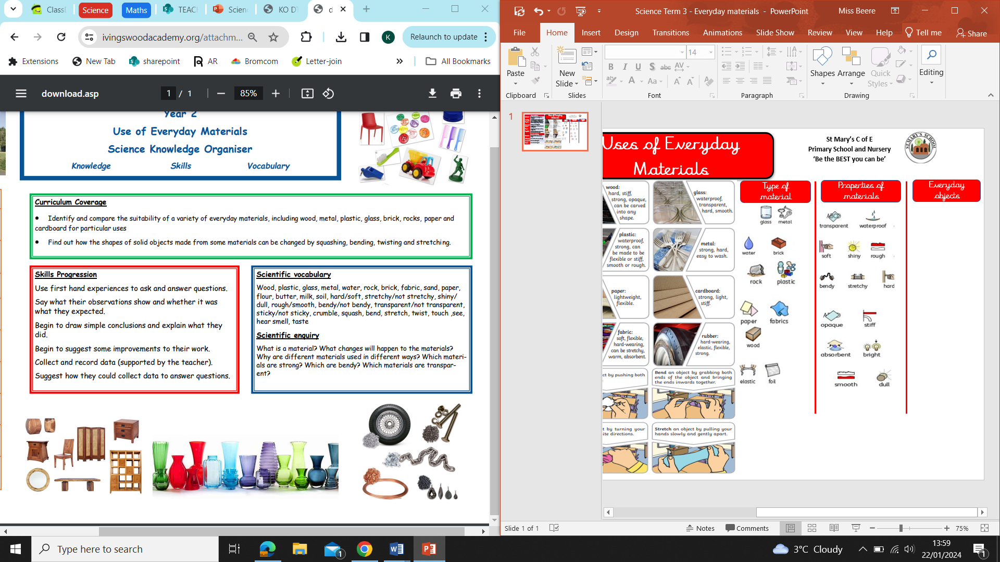 Class
Science
Maths
TEAC
Scien
KO DT
d
ivingswoodacademy.org/attachm...
K
Relaunch to update
Extensions
New Tab
sharepoint
AR
Bromcom
Letter-join
»
All Bookmarks
download.asp
1 / 1
85%
Year 2
Use of Everyday Materials
Science Knowledge Organiser
Knowledge Skills Vocabulary
Curriculum Coverage
• Identify and compare the suitability of a variety of everyday materials, including wood, metal, plastic, glass, brick, rocks, paper and
cardboard for particular uses
• Find out how the shapes of solid objects made from some materials can be changed by squashing, bending, twisting and stretching.
Skills Progression
Use first hand experiences to ask and answer questions.
Say what their observations show and whether it was
what they expected.
Begin to draw simple conclusions and explain what they
did.
Begin to suggest some improvements to their work.
Collect and record data (supported by the teacher).
Suggest how they could collect data to answer questions.
Scientific vocabulary
Wood, plastic, glass, metal, water, rock, brick, fabric, sand, paper,
flour, butter, milk, soil, hard/soft, stretchy/not stretchy, shiny/
dull, rough/smooth, bendy/not bendy, transparent/not transparent,
sticky/not sticky, crumble, squash, bend, stretch, twist, touch ,see,
hear smell, taste
Scientific enquiry
What is a material? What changes will happen to the materials?
Why are different materials used in different ways? Which materi-
als are strong? Which are bendy? Which materials are transpar-
ent?
Science Term 3 - Everyday materials - PowerPoint
Miss Beere
File
Home
Insert
Design
Transitions
Animations
Slide Show
Review
View
Help
Tell me
Share
Paste
New
Slide
14
B I U S abc AV
Aa
A
Shapes
Arrange
Quick
Styles
Editing
Clipboard
Slides
Font
Paragraph
Drawing
1
Uses of Everyday
Materials
St Mary's C of E
Primary School and Nursery
'Be the BEST you can be'
ST MARY'S SCHOOL
wood:
hard, stiff,
strong, opaque,
can be carved
into any
shape.
glass:
waterproof,
transparent,
hard, smooth.
plastic:
waterproof,
strong, can
be made to be
flexible or stiff,
smooth or rough.
metal:
strong, hard,
easy to wash.
paper:
lightweight,
flexible.
cardboard:
strong, light,
stiff.
fabric:
soft, flexible,
hard-wearing,
can be stretchy,
warm, absorbent.
rubber:
hard-wearing,
elastic, flexible,
strong.
ct by pushing both
Bend an object by grabbing both
ends of the object and bringing
the ends inwards together.
t by turning your
ite directions.
Stretch an object by pulling your
hands slowly and gently apart.
Type of
material
glass metal
water brick
rock plastic
paper fabrics
wood
elastic foil
Properties of
materials
ABCD
transparent waterproof
soft shiny rough
bendy stretchy hard
opaque stiff
absorbent bright
smooth dull
Everyday
objects
Slide 1 of 1
Notes
Comments
75%
Type here to search
1
3°C Cloudy
13:59
22/01/2024
1